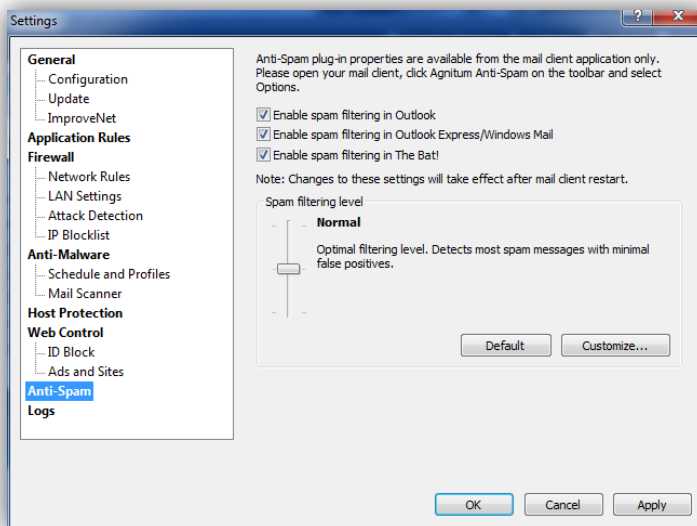 Settings
General
Configuration
Update
ImproveNet
Application Rules
Firewall
Network Rules
LAN Settings
Attack Detection
IP Blocklist
Anti-Malware
Schedule and Profiles
Mail Scanner
Host Protection
Web Control
ID Block
Ads and Sites
Anti-Spam
Logs
Anti-Spam plug-in properties are available from the mail client application only.
Please open your mail client, click Agnitum Anti-Spam on the toolbar and select
Options.
Enable spam filtering in Outlook
Enable spam filtering in Outlook Express/Windows Mail
Enable spam filtering in The Bat!
Note: Changes to these settings will take effect after mail client restart.
Spam filtering level
Normal
Optimal filtering level. Detects most spam messages with minimal
false positives.
Default
Customize...
OK
Cancel
Apply